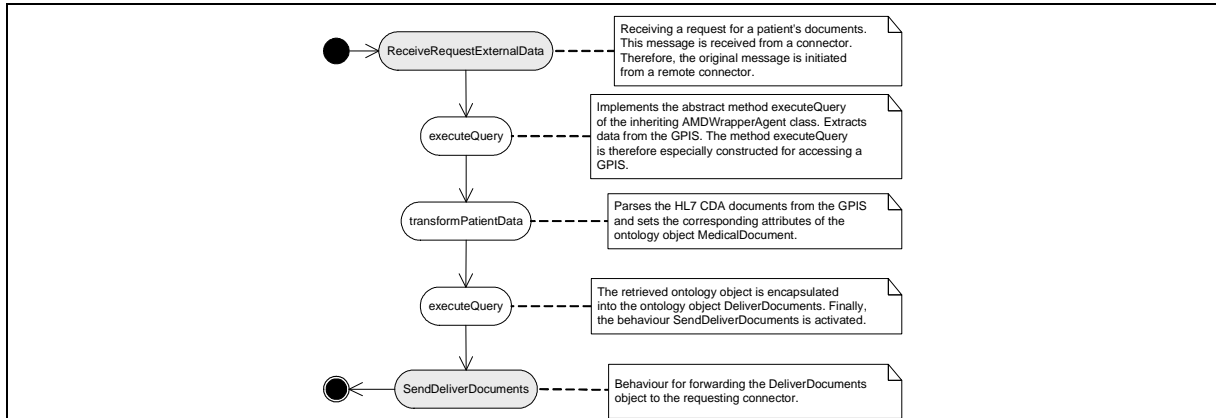 ReceiveRequestExternalData
Receiving a request for a patient's documents.
This message is received from a connector.
Therefore, the original message is initiated
from a remote connector.
executeQuery
Implements the abstract method executeQuery
of the inheriting AMDWrapperAgent class. Extracts
data from the GPIS. The method executeQuery
is therefore especially constructed for accessing a
GPIS.
transformPatientData
Parses the HL7 CDA documents from the GPIS
and sets the corresponding attributes of the
ontology object MedicalDocument.
executeQuery
The retrieved ontology object is encapsulated
into the ontology object DeliverDocuments. Finally,
the behaviour SendDeliverDocuments is activated.
SendDeliverDocuments
Behaviour for forwarding the DeliverDocuments
object to the requesting connector.